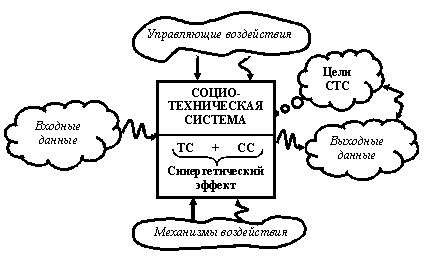 Управляющие воздействия
Цели
СТС
СОЦИО-
ТЕХНИЧЕСКАЯ
СИСТЕМА
Входные
данные
Выходные
данные
ТС + СС
Синергетический
эффект
Механизмы воздействия